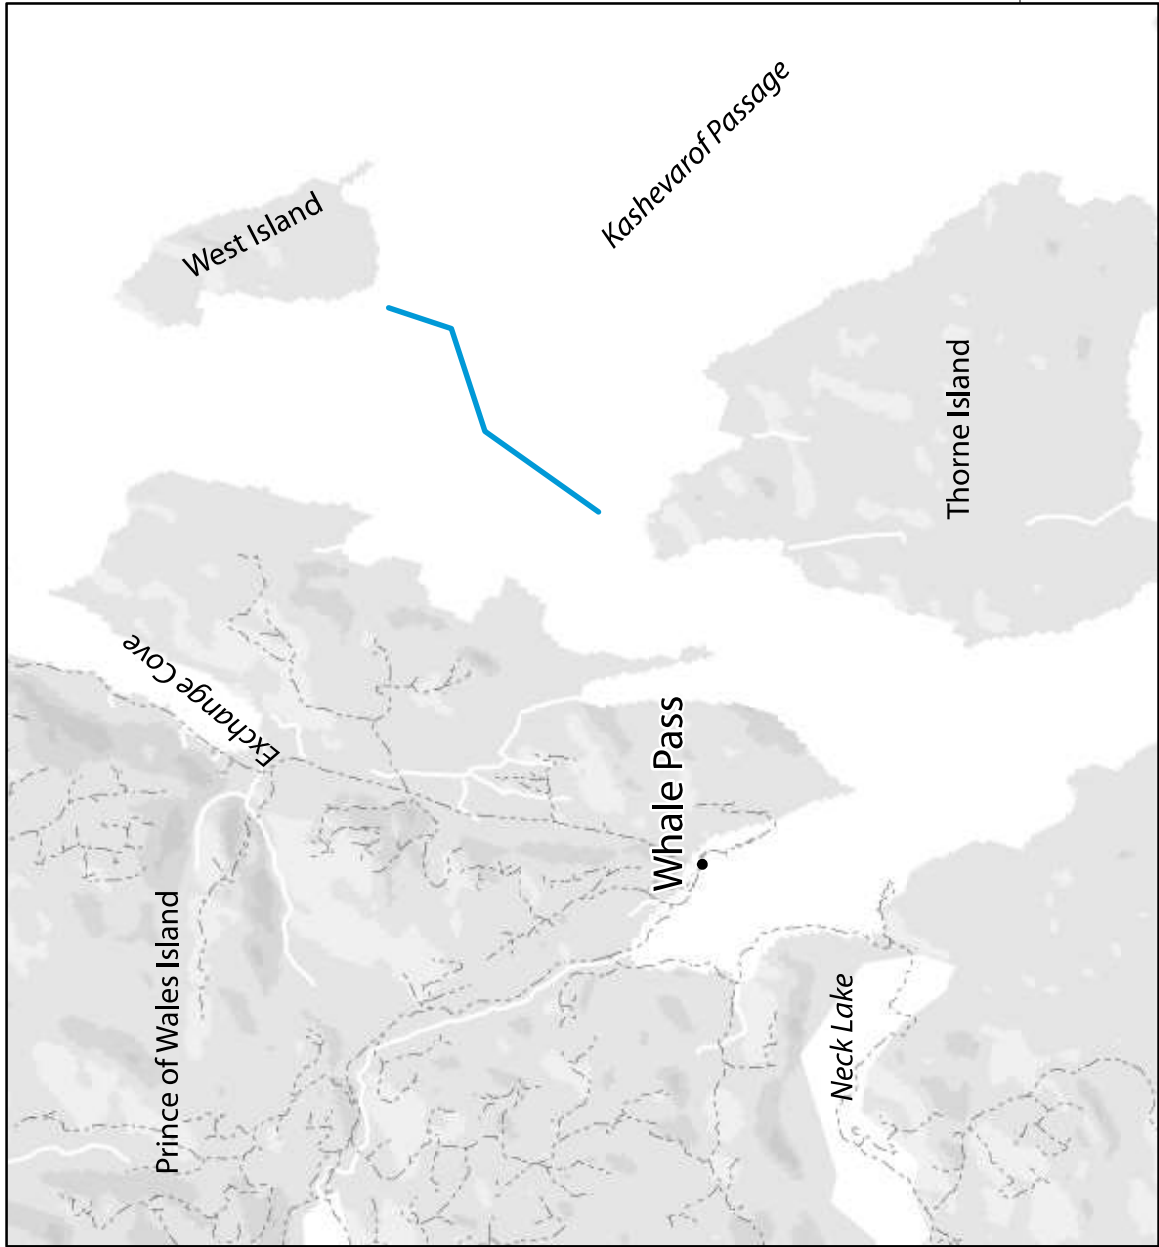 Kashevarof Passage
West Island
Thorne Island
Exchange Cove
Whale Pass
Prince of Wales Island
Neck Lake